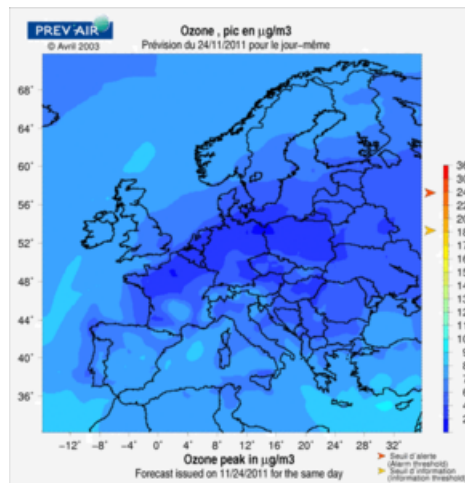 PREV'AIR
© Avril 2003
Ozone , pic en µg/m3
Prévision du 24/11/2011 pour le jour-même
68°
64°
60°
56°
52°
48°
44°
40°
36°
-12° -8° -4° 0° 4° 8° 12° 16° 20° 24° 28° 32°
Ozone peak in µg/m3
Forecast issued on 11/24/2011 for the same day
Seuil d'alerte
(Alarm threshold)
Seuil d'information
(Information threshold)